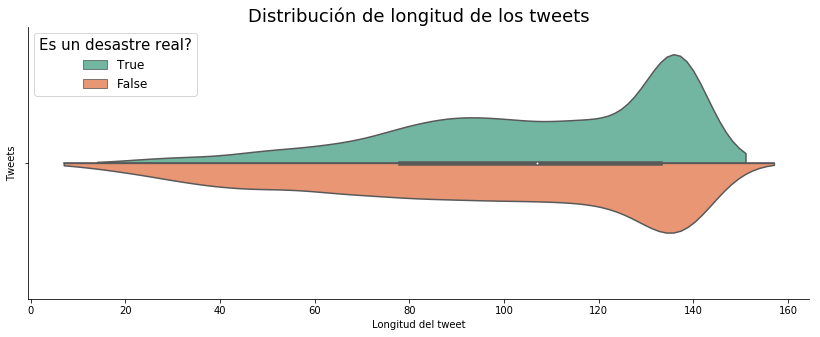 Distribución de longitud de los tweets
Es un desastre real?
True
False
Tweets
0 20 40 60 80 100 120 140 160
Longitud del tweet